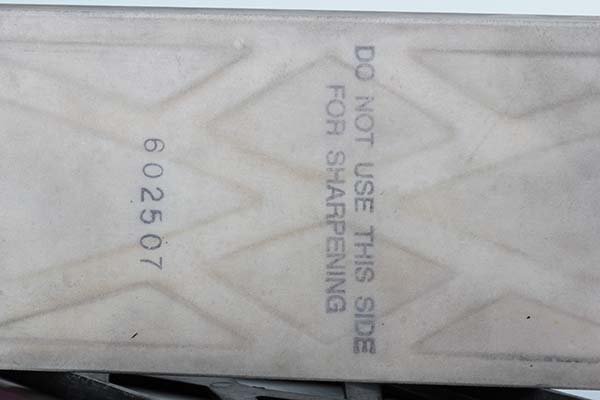 DO NOT USE THIS SIDE
FOR SHARPENING
602507